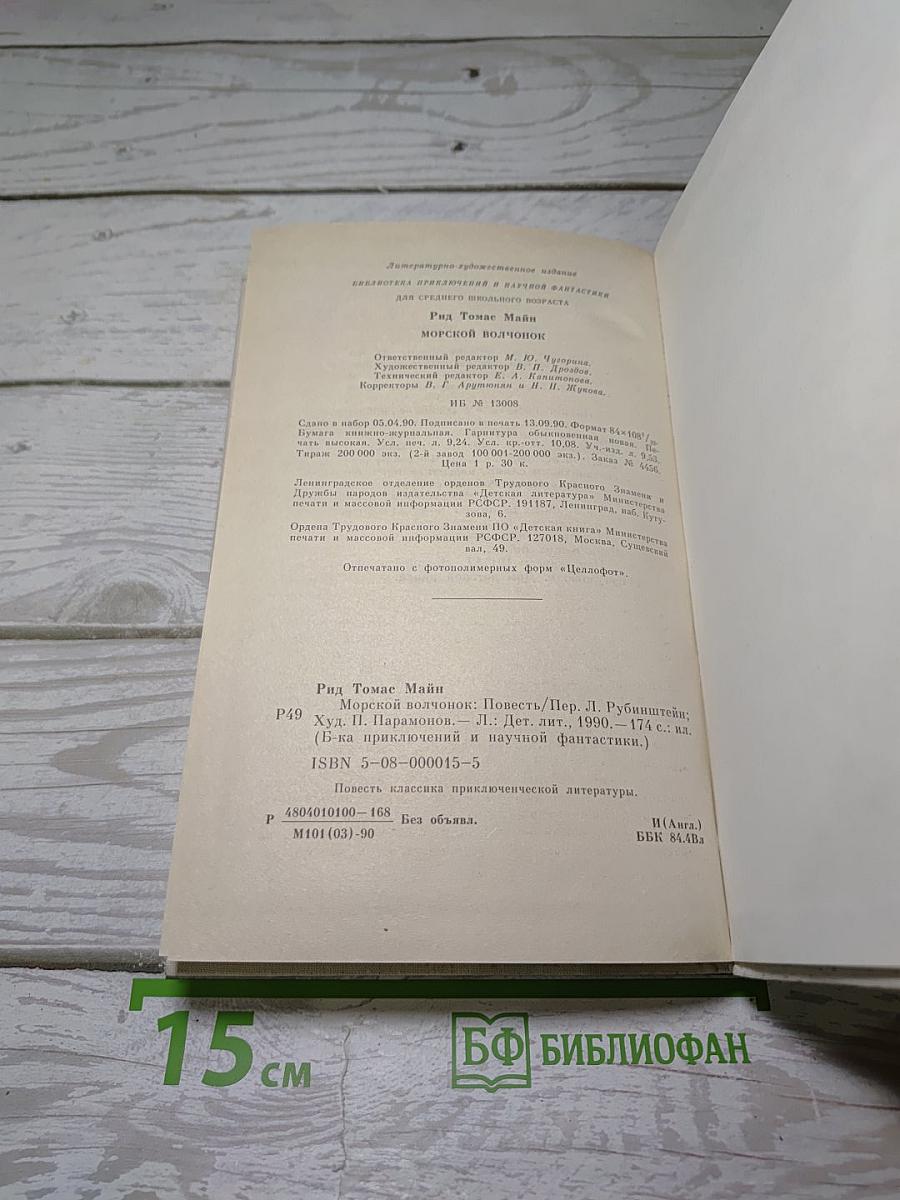 Литературно-художественное издание
БИБЛИОТЕКА ПРИКЛЮЧЕНИЙ И НАУЧНОЙ ФАНТАСТИКИ
ДЛЯ СРЕДНЕГО ШКОЛЬНОГО ВОЗРАСТА
Рид Томас Майн
МОРСКОЙ ВОЛЧОНОК
Ответственный редактор М. Ю. Чугорина.
Художественный редактор В. П. Дроздов.
Технический редактор Е. А. Капитонова.
Корректоры В. Г. Арутюнян и Н. Н. Жукова.
ИБ № 13008
Сдано в набор 05.04.90. Подписано в печать 13.09.90. Формат 84×108¹/₃₂.
Бумага книжно-журнальная. Гарнитура обыкновенная новая. Пе-
чать высокая. Усл. печ. л. 9,24. Усл. кр.-отт. 10,08. Уч.-изд. л. 9,53.
Тираж 200 000 экз. (2-й завод 100 001-200 000 экз.). Заказ № 4456.
Цена 1 р. 30 к.
Ленинградское отделение орденов Трудового Красного Знамени и
Дружбы народов издательства «Детская литература» Министерства
печати и массовой информации РСФСР. 191187, Ленинград, наб. Куту-
зова, 6.
Ордена Трудового Красного Знамени ПО «Детская книга» Министерства
печати и массовой информации РСФСР. 127018, Москва, Сущевский
вал, 49.
Отпечатано с фотополимерных форм «Целлофот».
Рид Томас Майн
Р49 Морской волчонок: Повесть/Пер. Л. Рубинштейн;
Худ. П. Парамонов.— Л.: Дет. лит., 1990.—174 с.: ил.
(Б-ка приключений и научной фантастики.)
ISBN 5—08—000015—5
Повесть классика приключенческой литературы.
Р 4804010100—168 Без объявл.
М101(03)-90
И(Англ.)
ББК 84.4Вл
15 см
БФ БИБЛИОФАН